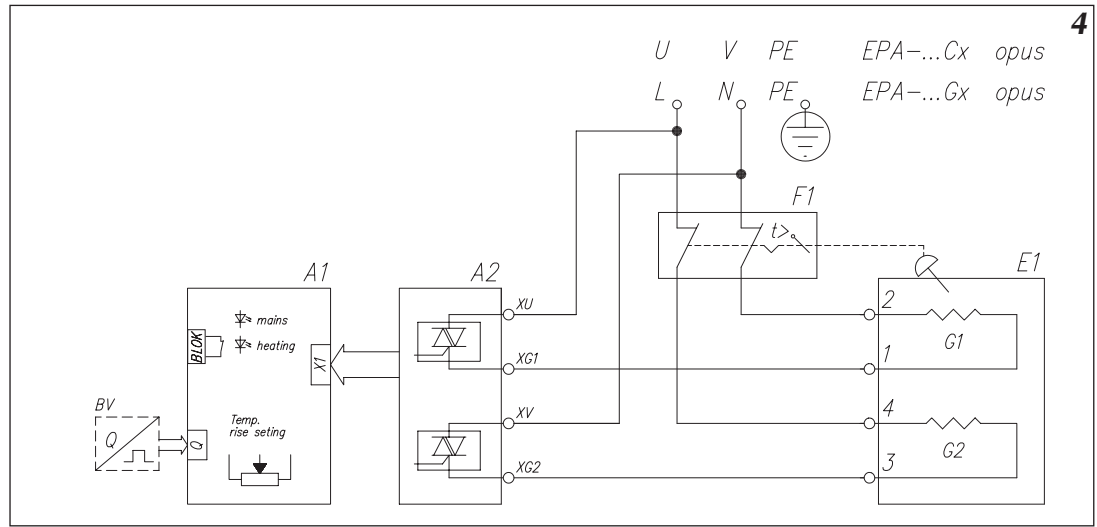 4
U V PE EPA-...Cx opus
L N PE EPA-...Gx opus
F1
t>
A1
A2
E1
XU
2
mains
BLOK
heating
G1
X1
XG1
1
BV
XV
4
Temp.
rise seting
Q
Q
G2
XG2
3